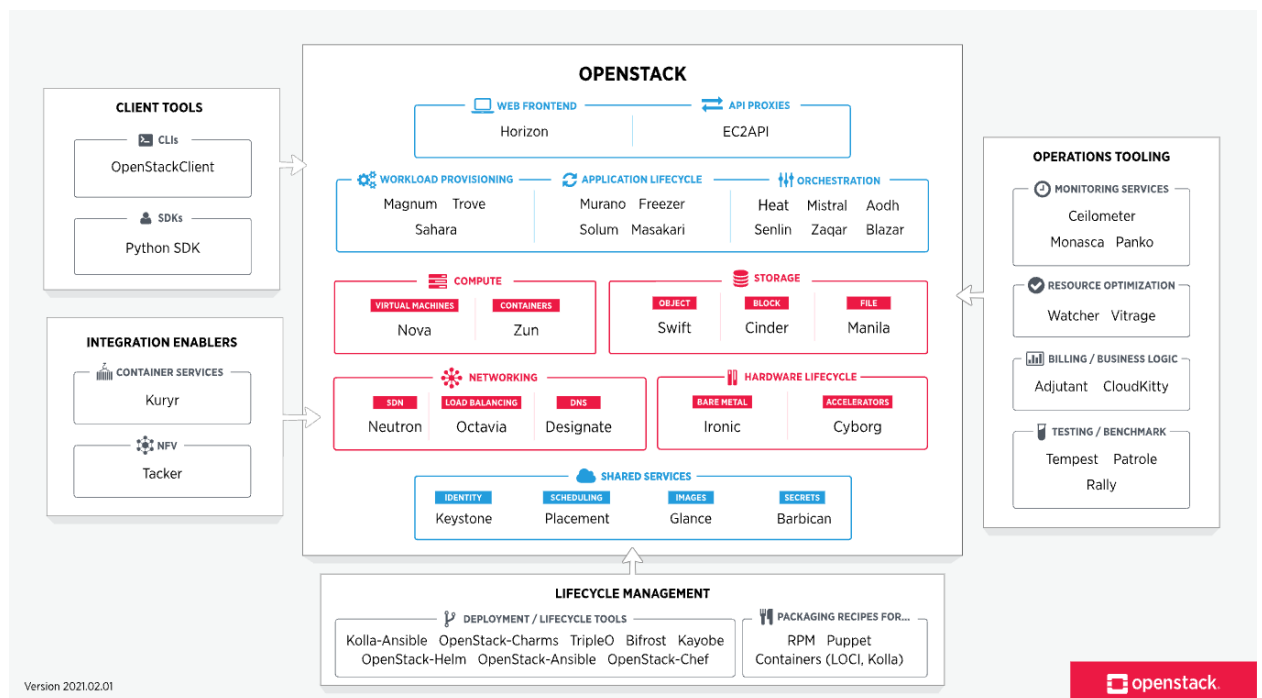 OPENSTACK
WEB FRONTEND
Horizon
API PROXIES
EC2API
WORKLOAD PROVISIONING
Magnum Trove
Sahara
APPLICATION LIFECYCLE
Murano Freezer
Solum Masakari
ORCHESTRATION
Heat Mistral Aodh
Senlin Zaqar Blazar
COMPUTE
VIRTUAL MACHINES
Nova
CONTAINERS
Zun
STORAGE
OBJECT
Swift
BLOCK
Cinder
FILE
Manila
NETWORKING
SDN
Neutron
LOAD BALANCING
Octavia
DNS
Designate
HARDWARE LIFECYCLE
BARE METAL
Ironic
ACCELERATORS
Cyborg
SHARED SERVICES
IDENTITY
Keystone
SCHEDULING
Placement
IMAGES
Glance
SECRETS
Barbican
CLIENT TOOLS
CLIs
OpenStackClient
SDKs
Python SDK
INTEGRATION ENABLERS
CONTAINER SERVICES
Kuryr
NFV
Tacker
OPERATIONS TOOLING
MONITORING SERVICES
Ceilometer
Monasca Panko
RESOURCE OPTIMIZATION
Watcher Vitrage
BILLING / BUSINESS LOGIC
Adjutant CloudKitty
TESTING / BENCHMARK
Tempest Patrole
Rally
LIFECYCLE MANAGEMENT
DEPLOYMENT / LIFECYCLE TOOLS
Kolla-Ansible OpenStack-Charms TripleO Bifrost Kayobe
OpenStack-Helm OpenStack-Ansible OpenStack-Chef
PACKAGING RECIPES FOR...
RPM Puppet
Containers (LOCI, Kolla)
Version 2021.02.01
openstack.